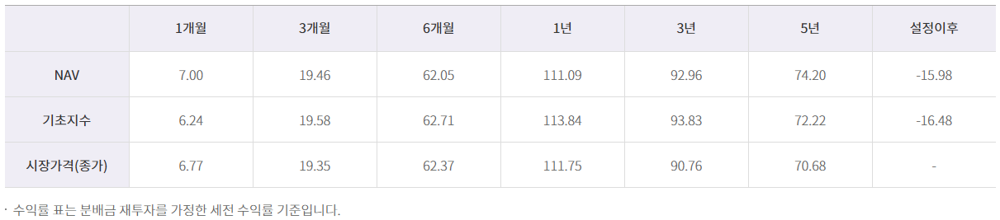 1개월 3개월 6개월 1년 3년 5년 설정이후
NAV 7.00 19.46 62.05 111.09 92.96 74.20 -15.98
기초지수 6.24 19.58 62.71 113.84 93.83 72.22 -16.48
시장가격(종가) 6.77 19.35 62.37 111.75 90.76 70.68 -
· 수익률 표는 분배금 재투자를 가정한 세전 수익률 기준입니다.